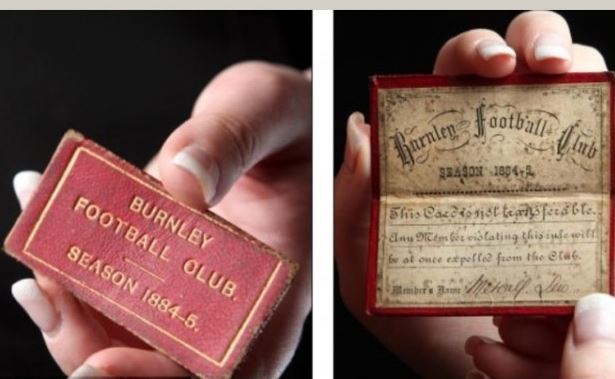 BURNLEY
FOOTBALL CLUB.
SEASON 1884-5.
Burnley Football Club
SEASON 1884-5.
This Card is not transferable.
Any Member violating this rule will
be at once expelled from the Club.
Member's Name